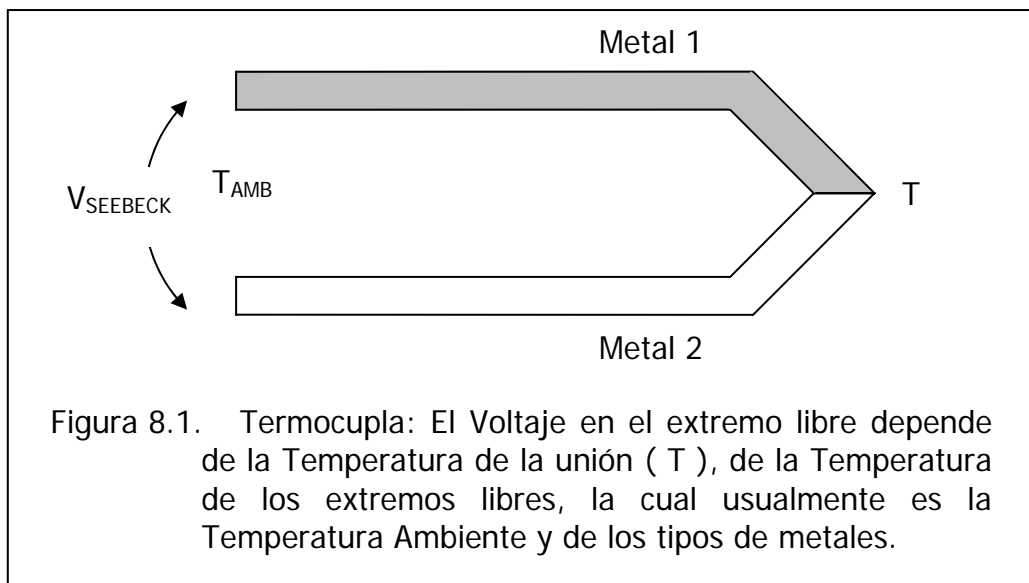 Metal 1
V_SEEBECK
T_AMB
T
Metal 2
Figura 8.1. Termocupla: El Voltaje en el extremo libre depende
de la Temperatura de la unión ( T ), de la Temperatura
de los extremos libres, la cual usualmente es la
Temperatura Ambiente y de los tipos de metales.